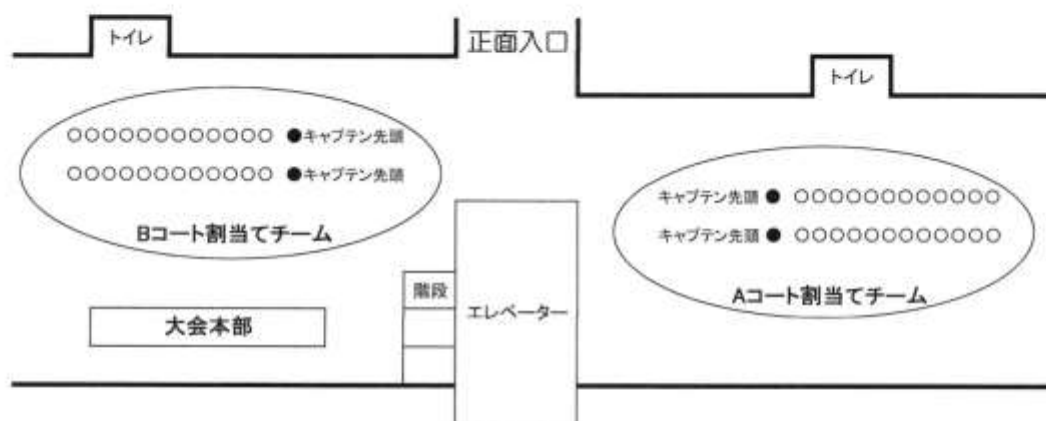 トイレ
正面入口
トイレ
○○○○○○○○○○○○ ●キャプテン先頭
○○○○○○○○○○○○ ●キャプテン先頭
Bコート割当てチーム
キャプテン先頭 ● ○○○○○○○○○○○○
キャプテン先頭 ● ○○○○○○○○○○○○
Aコート割当てチーム
階段
エレベーター
大会本部